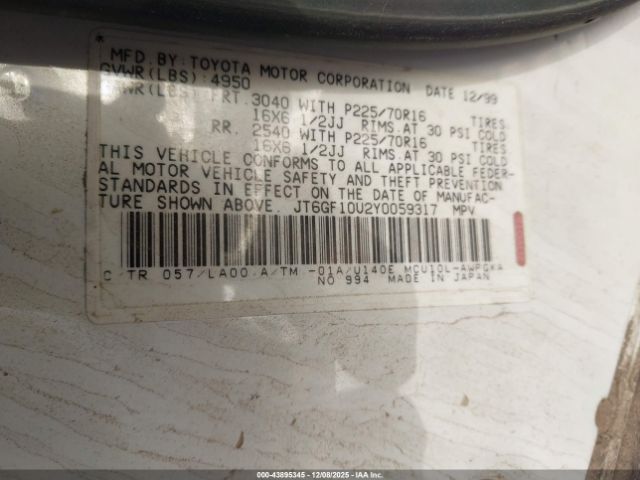 MFD. BY: TOYOTA MOTOR CORPORATION DATE 12/99
GVWR(LBS): 4950
GAWR(LBS) FRT. 3040 WITH P225/70R16 TIRES
16X6 1/2JJ RIMS. AT 30 PSI COLD
RR. 2540 WITH P225/70R16 TIRES
16X6 1/2JJ RIMS. AT 30 PSI COLD
THIS VEHICLE CONFORMS TO ALL APPLICABLE FEDER-
AL MOTOR VEHICLE SAFETY AND THEFT PREVENTION
STANDARDS IN EFFECT ON THE DATE OF MANUFAC-
TURE SHOWN ABOVE. JT6GF10U2Y0059317 MPV
C/TR 057/LA00 A/TM -01A/U140E MCU10L-AWPGKA
NO 994 MADE IN JAPAN
000-43895345 | 12/08/2025 - IAA Inc.